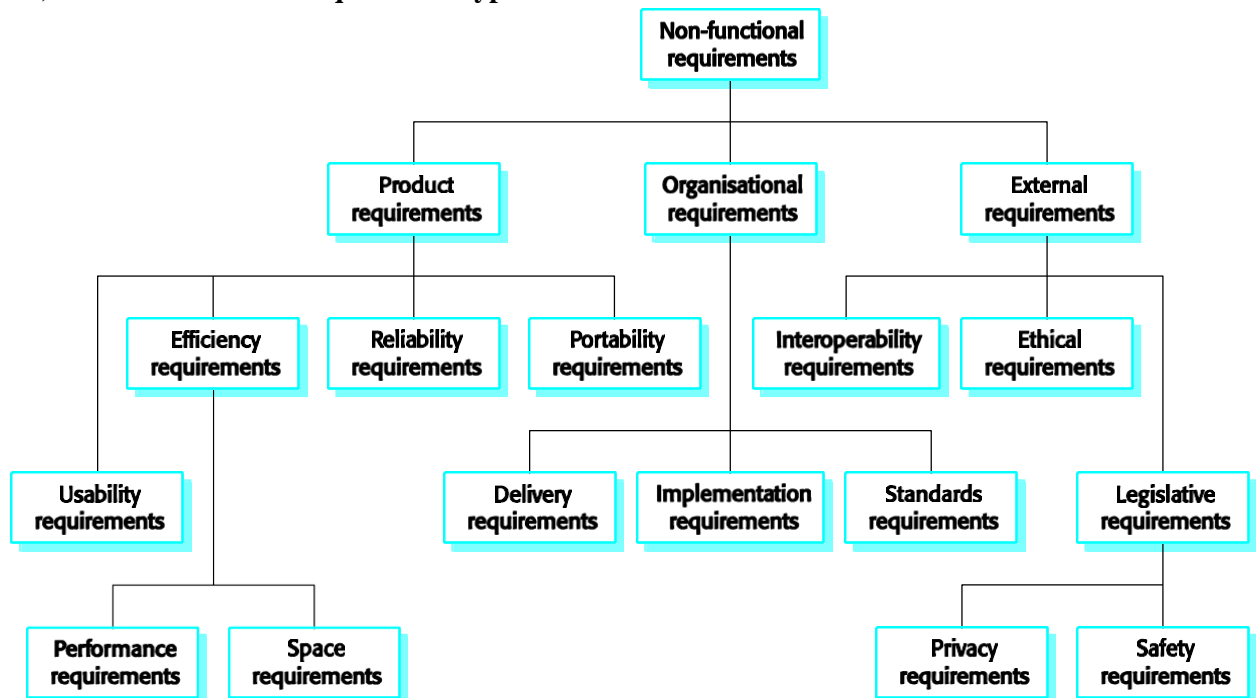 Non-functional
requirements
Product
requirements
Organisational
requirements
External
requirements
Efficiency
requirements
Reliability
requirements
Portability
requirements
Interoperability
requirements
Ethical
requirements
Usability
requirements
Delivery
requirements
Implementation
requirements
Standards
requirements
Legislative
requirements
Performance
requirements
Space
requirements
Privacy
requirements
Safety
requirements